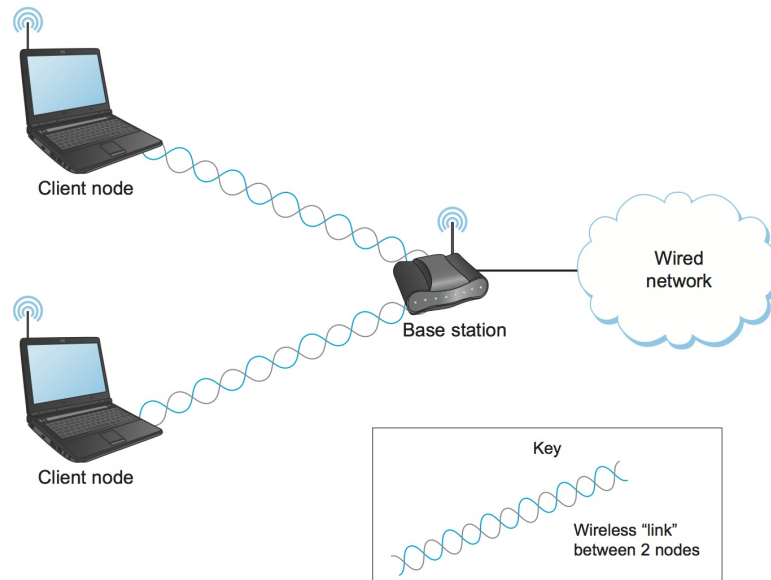 Client node
Wired
network
Base station
Client node
Key
Wireless “link”
between 2 nodes